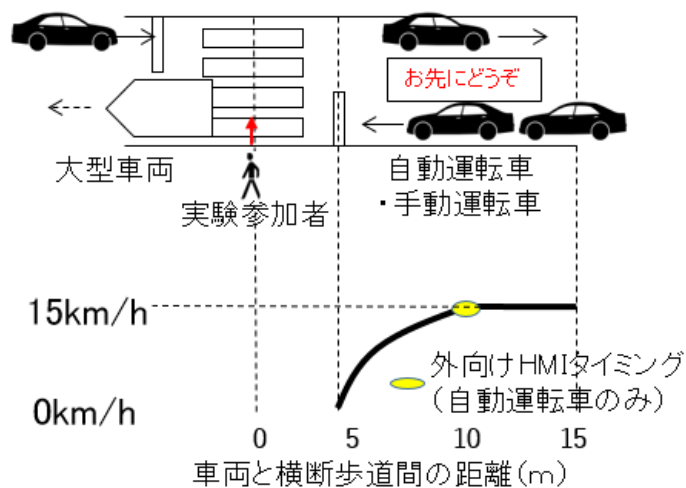 お先にどうぞ
大型車両
実験参加者
自動運転車
・手動運転車
15km/h
外向けHMIタイミング
（自動運転車のみ）
0km/h
0 5 10 15
車両と横断歩道間の距離（m）